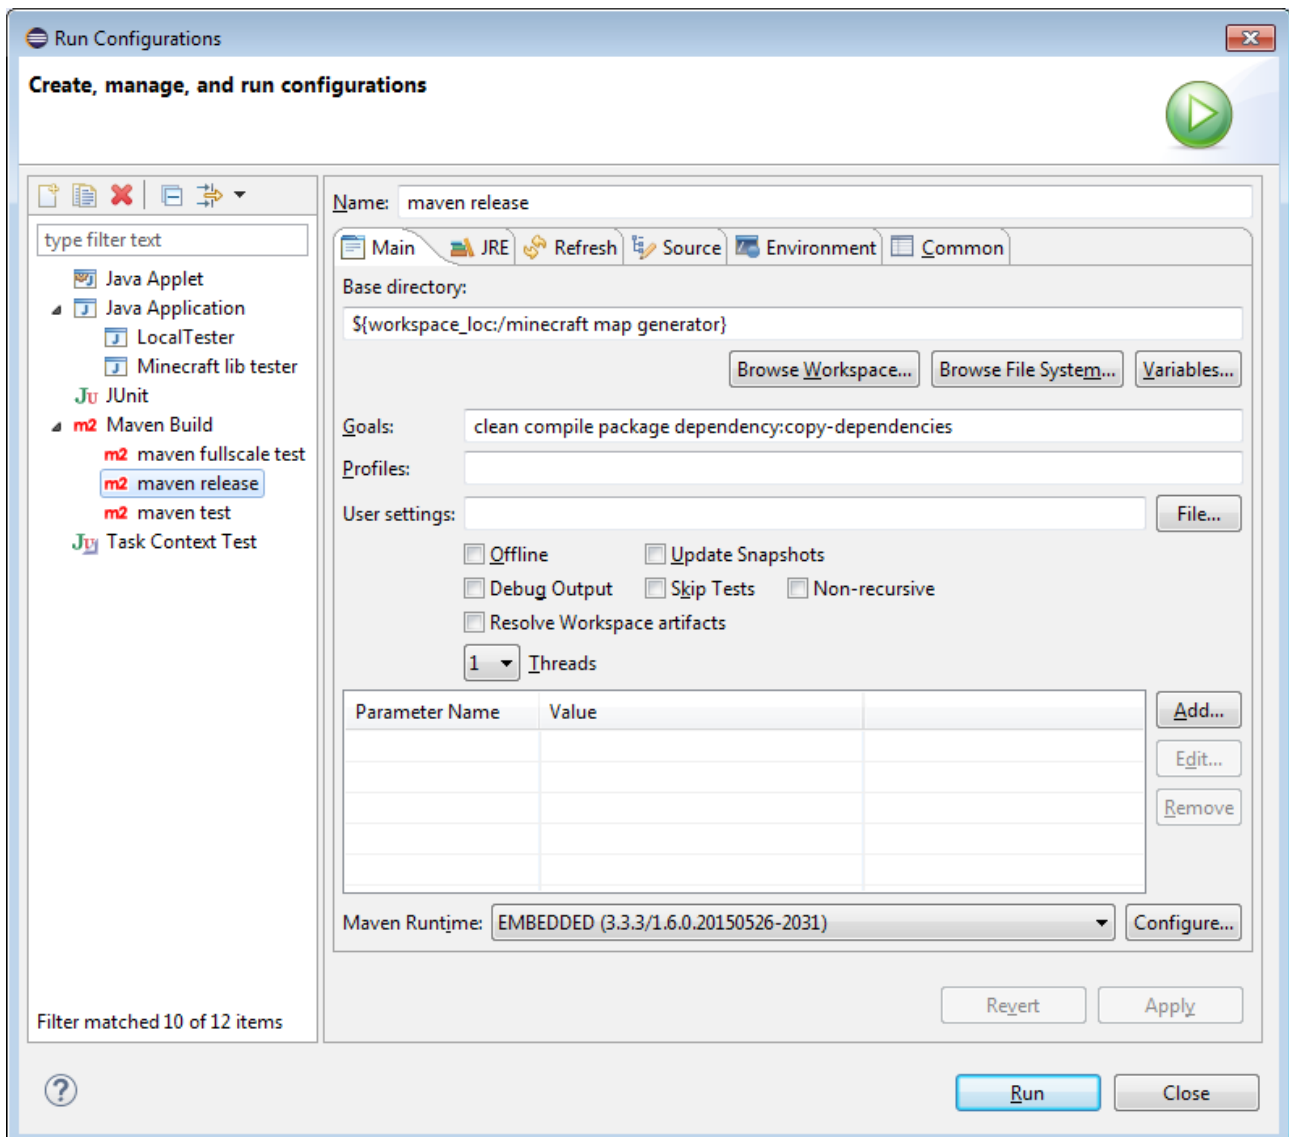 Run Configurations
Create, manage, and run configurations
type filter text
Java Applet
Java Application
LocalTester
Minecraft lib tester
JUnit
Maven Build
maven fullscale test
maven release
maven test
Task Context Test
Filter matched 10 of 12 items
Name: maven release
Main JRE Refresh Source Environment Common
Base directory:
${workspace_loc:/minecraft map generator}
Browse Workspace... Browse File System... Variables...
Goals: clean compile package dependency:copy-dependencies
Profiles:
User settings: File...
Offline Update Snapshots
Debug Output Skip Tests Non-recursive
Resolve Workspace artifacts
1 Threads
Parameter Name Value
Add...
Edit...
Remove
Maven Runtime: EMBEDDED (3.3.3/1.6.0.20150526-2031) Configure...
Revert Apply
Run Close